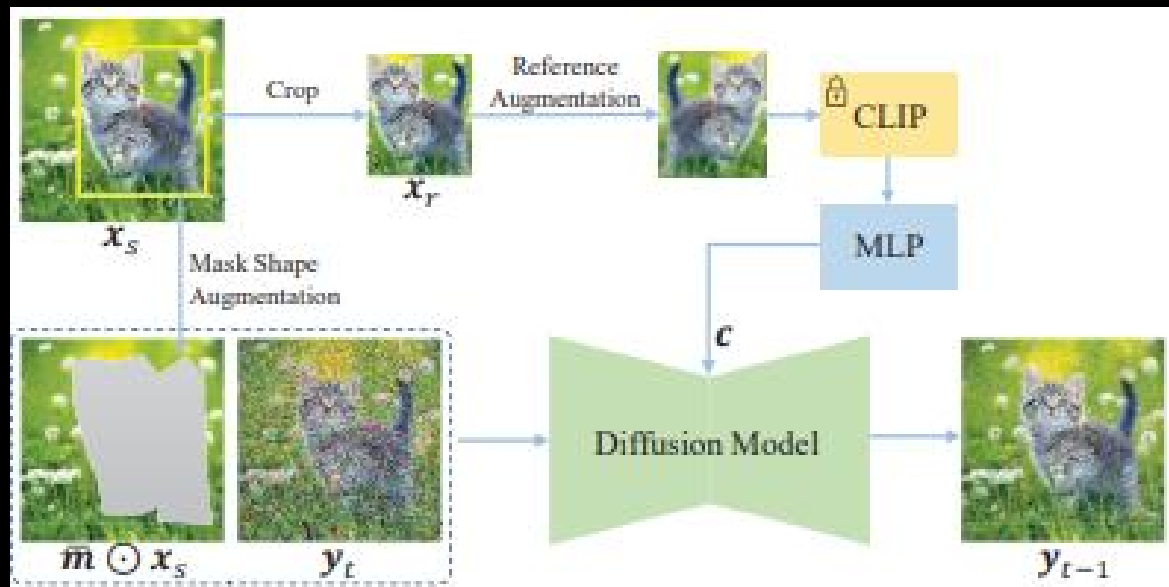 Crop
Reference
Augmentation
CLIP
x_r
x_s
MLP
Mask Shape
Augmentation
c
Diffusion Model
m̅ ⊙ x_s
y_t
y_{t-1}